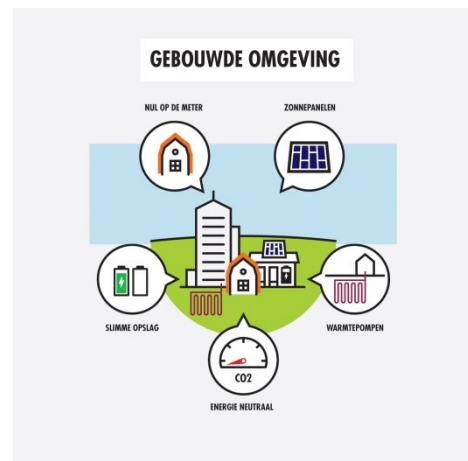 GEBOUWDE OMGEVING
NUL OP DE METER
ZONNEPANELEN
SLIMME OPSLAG
WARMTEPOMPEN
CO2
ENERGIE NEUTRAAL